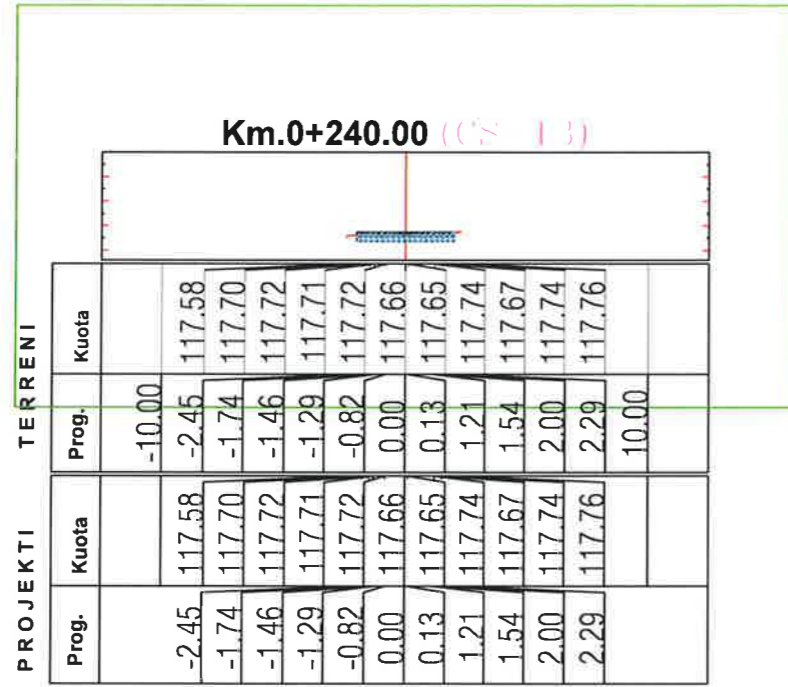 Km.0+240.00
TERRENI
Kuota 117.58 117.70 117.72 117.71 117.72 117.66 117.65 117.74 117.67 117.74 117.76
Prog. -10.00 -2.45 -1.74 -1.46 -1.29 -0.82 0.00 0.13 1.21 1.54 2.00 2.29 10.00
PROJEKTI
Kuota 117.58 117.70 117.72 117.71 117.72 117.66 117.65 117.74 117.67 117.74 117.76
Prog. -2.45 -1.74 -1.46 -1.29 -0.82 0.00 0.13 1.21 1.54 2.00 2.29